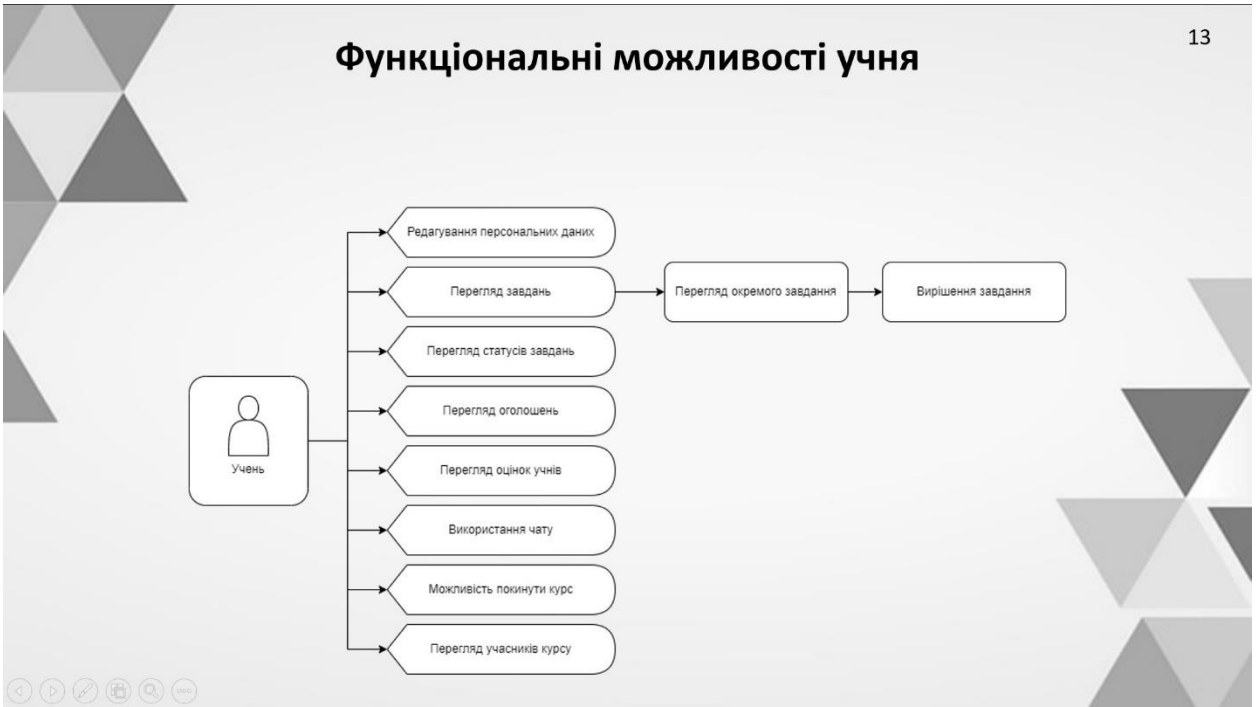 13
Функціональні можливості учня
Редагування персональних даних
Перегляд завдань
Перегляд окремого завдання
Вирішення завдання
Перегляд статусів завдань
Перегляд оголошень
Учень
Перегляд оцінок учнів
Використання чату
Можливість покинути курс
Перегляд учасників курсу